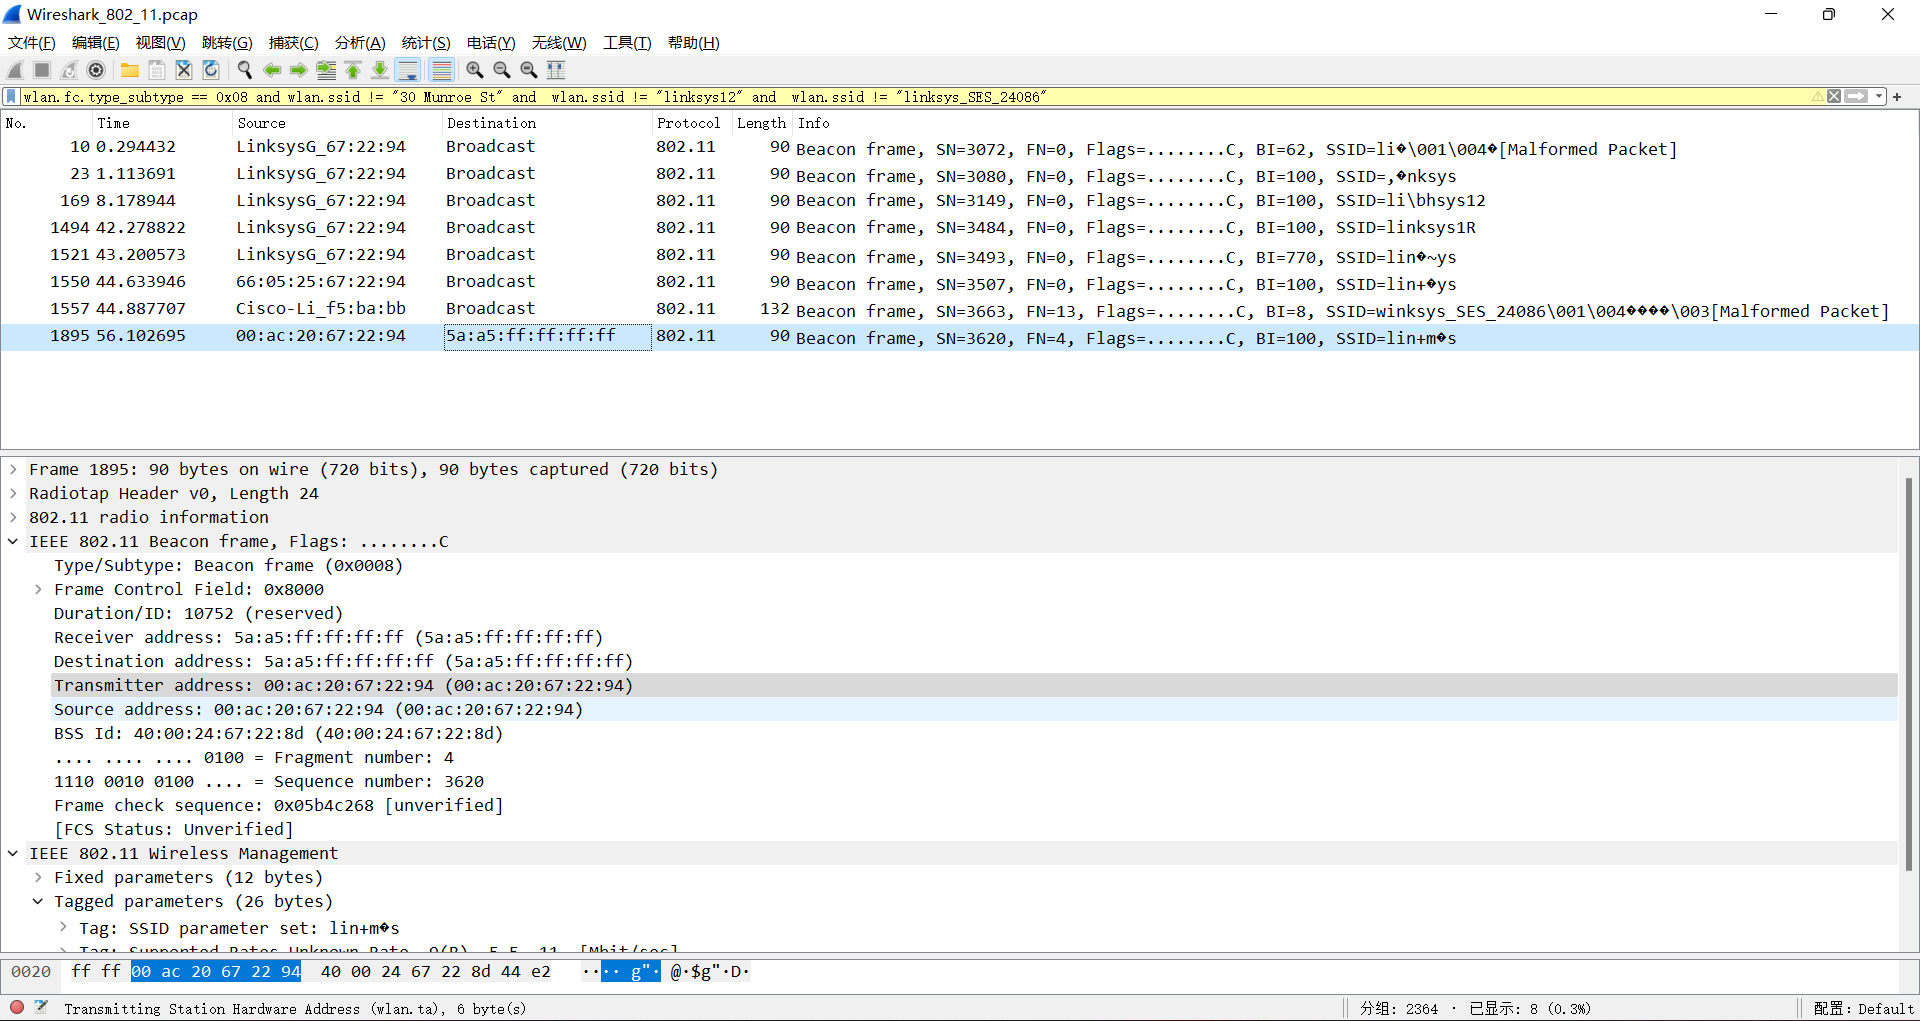 Wireshark_802_11.pcap
文件(F) 编辑(E) 视图(V) 跳转(G) 捕获(C) 分析(A) 统计(S) 电话(Y) 无线(W) 工具(T) 帮助(H)
wlan.fc.type_subtype == 0x08 and wlan.ssid != "30 Munroe St" and  wlan.ssid != "linksys12" and  wlan.ssid != "linksys_SES_24086"
No. Time Source Destination Protocol Length Info
10 0.294432 LinksysG_67:22:94 Broadcast 802.11 90 Beacon frame, SN=3072, FN=0, Flags=........C, BI=62, SSID=li�\001\004�[Malformed Packet]
23 1.113691 LinksysG_67:22:94 Broadcast 802.11 90 Beacon frame, SN=3080, FN=0, Flags=........C, BI=100, SSID=,�nksys
169 8.178944 LinksysG_67:22:94 Broadcast 802.11 90 Beacon frame, SN=3149, FN=0, Flags=........C, BI=100, SSID=li\bhsys12
1494 42.278822 LinksysG_67:22:94 Broadcast 802.11 90 Beacon frame, SN=3484, FN=0, Flags=........C, BI=100, SSID=linksys1R
1521 43.200573 LinksysG_67:22:94 Broadcast 802.11 90 Beacon frame, SN=3493, FN=0, Flags=........C, BI=770, SSID=lin�~ys
1550 44.633946 66:05:25:67:22:94 Broadcast 802.11 90 Beacon frame, SN=3507, FN=0, Flags=........C, BI=100, SSID=lin+�ys
1557 44.887707 Cisco-Li_f5:ba:bb Broadcast 802.11 132 Beacon frame, SN=3663, FN=13, Flags=........C, BI=8, SSID=winksys_SES_24086\001\004����\003[Malformed Packet]
1895 56.102695 00:ac:20:67:22:94 5a:a5:ff:ff:ff:ff 802.11 90 Beacon frame, SN=3620, FN=4, Flags=........C, BI=100, SSID=lin+m�s
Frame 1895: 90 bytes on wire (720 bits), 90 bytes captured (720 bits)
Radiotap Header v0, Length 24
802.11 radio information
IEEE 802.11 Beacon frame, Flags: ........C
Type/Subtype: Beacon frame (0x0008)
Frame Control Field: 0x8000
Duration/ID: 10752 (reserved)
Receiver address: 5a:a5:ff:ff:ff:ff (5a:a5:ff:ff:ff:ff)
Destination address: 5a:a5:ff:ff:ff:ff (5a:a5:ff:ff:ff:ff)
Transmitter address: 00:ac:20:67:22:94 (00:ac:20:67:22:94)
Source address: 00:ac:20:67:22:94 (00:ac:20:67:22:94)
BSS Id: 40:00:24:67:22:8d (40:00:24:67:22:8d)
.... .... .... 0100 = Fragment number: 4
1110 0010 0100 .... = Sequence number: 3620
Frame check sequence: 0x05b4c268 [unverified]
[FCS Status: Unverified]
IEEE 802.11 Wireless Management
Fixed parameters (12 bytes)
Tagged parameters (26 bytes)
Tag: SSID parameter set: lin+m�s
Tag: Supported Rates Unknown Rate, 9(B), 5.5, 11, [Mbit/sec]
0020 ff ff 00 ac 20 67 22 94 40 00 24 67 22 8d 44 e2 ···· g"· @·$g"·D·
Transmitting Station Hardware Address (wlan.ta), 6 byte(s) 分组: 2364 · 已显示: 8 (0.3%) 配置: Default